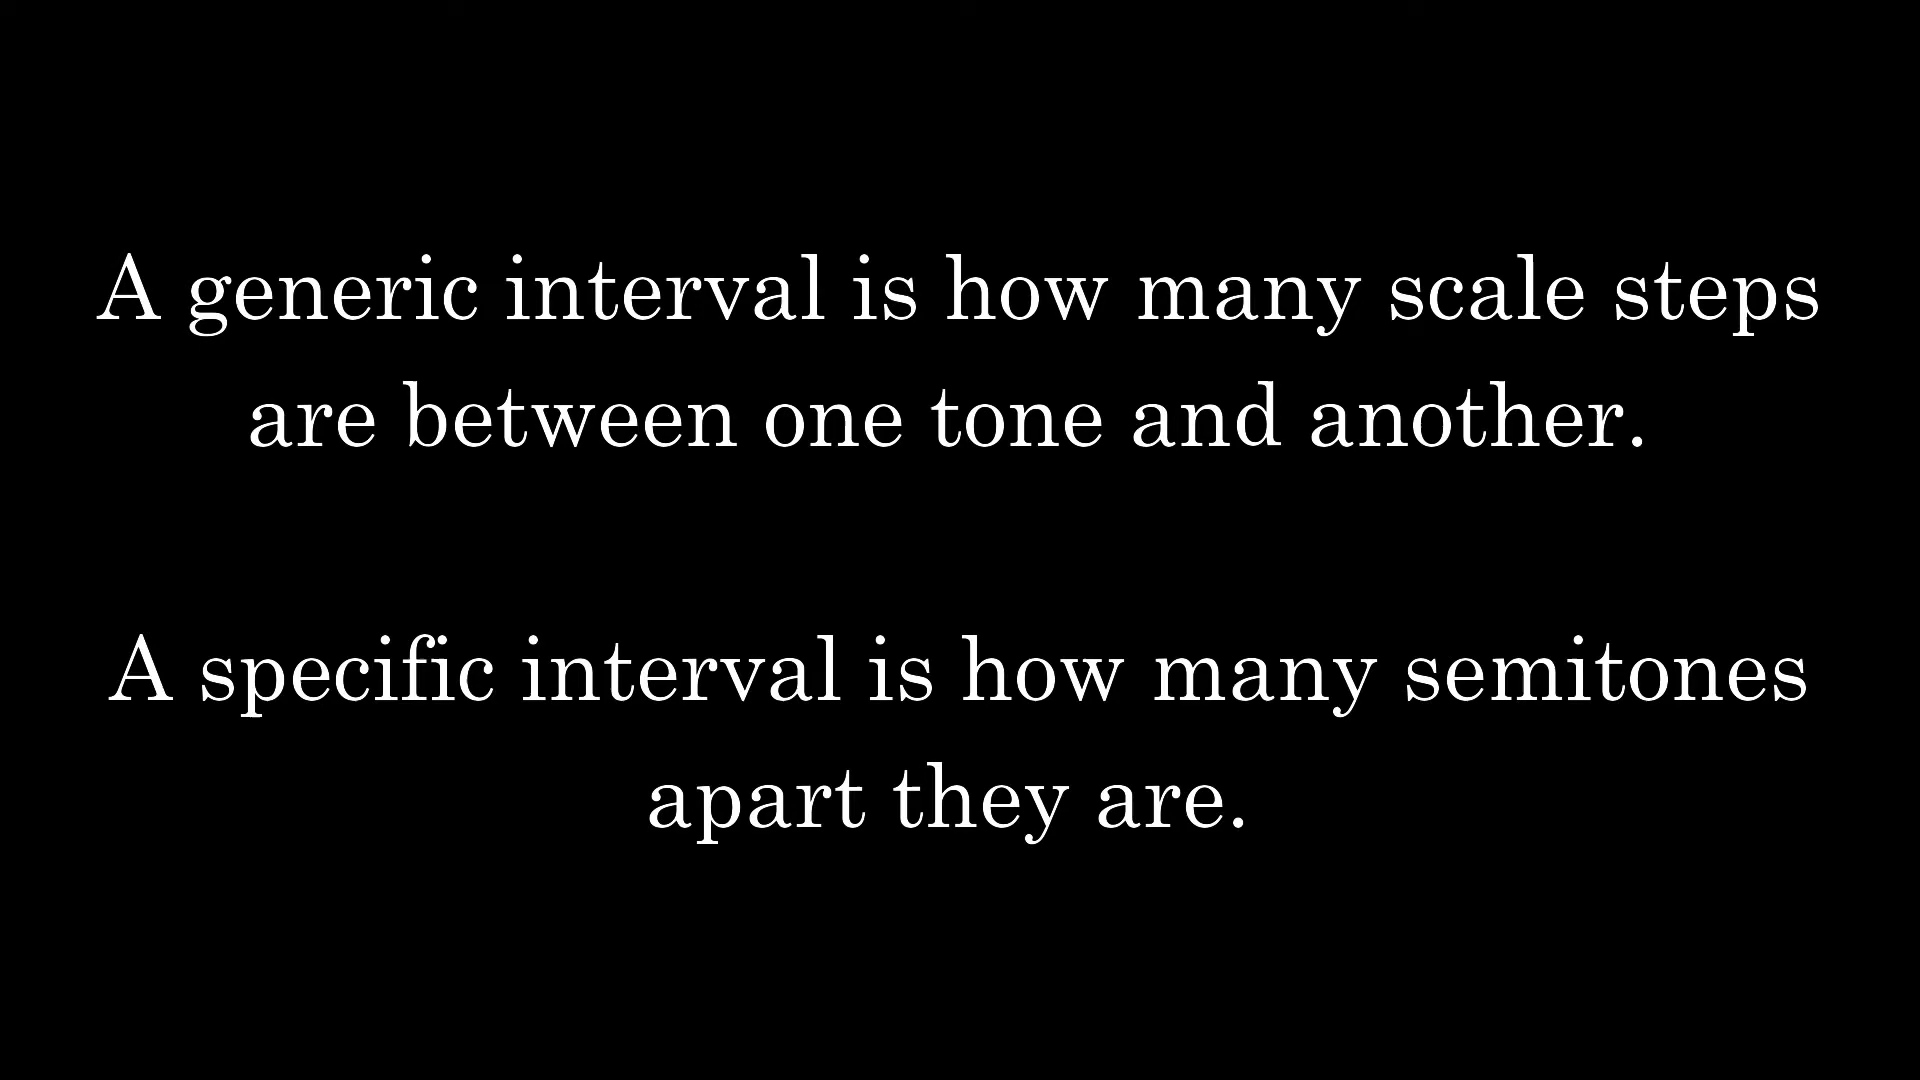 A generic interval is how many scale steps
are between one tone and another.
A specific interval is how many semitones
apart they are.